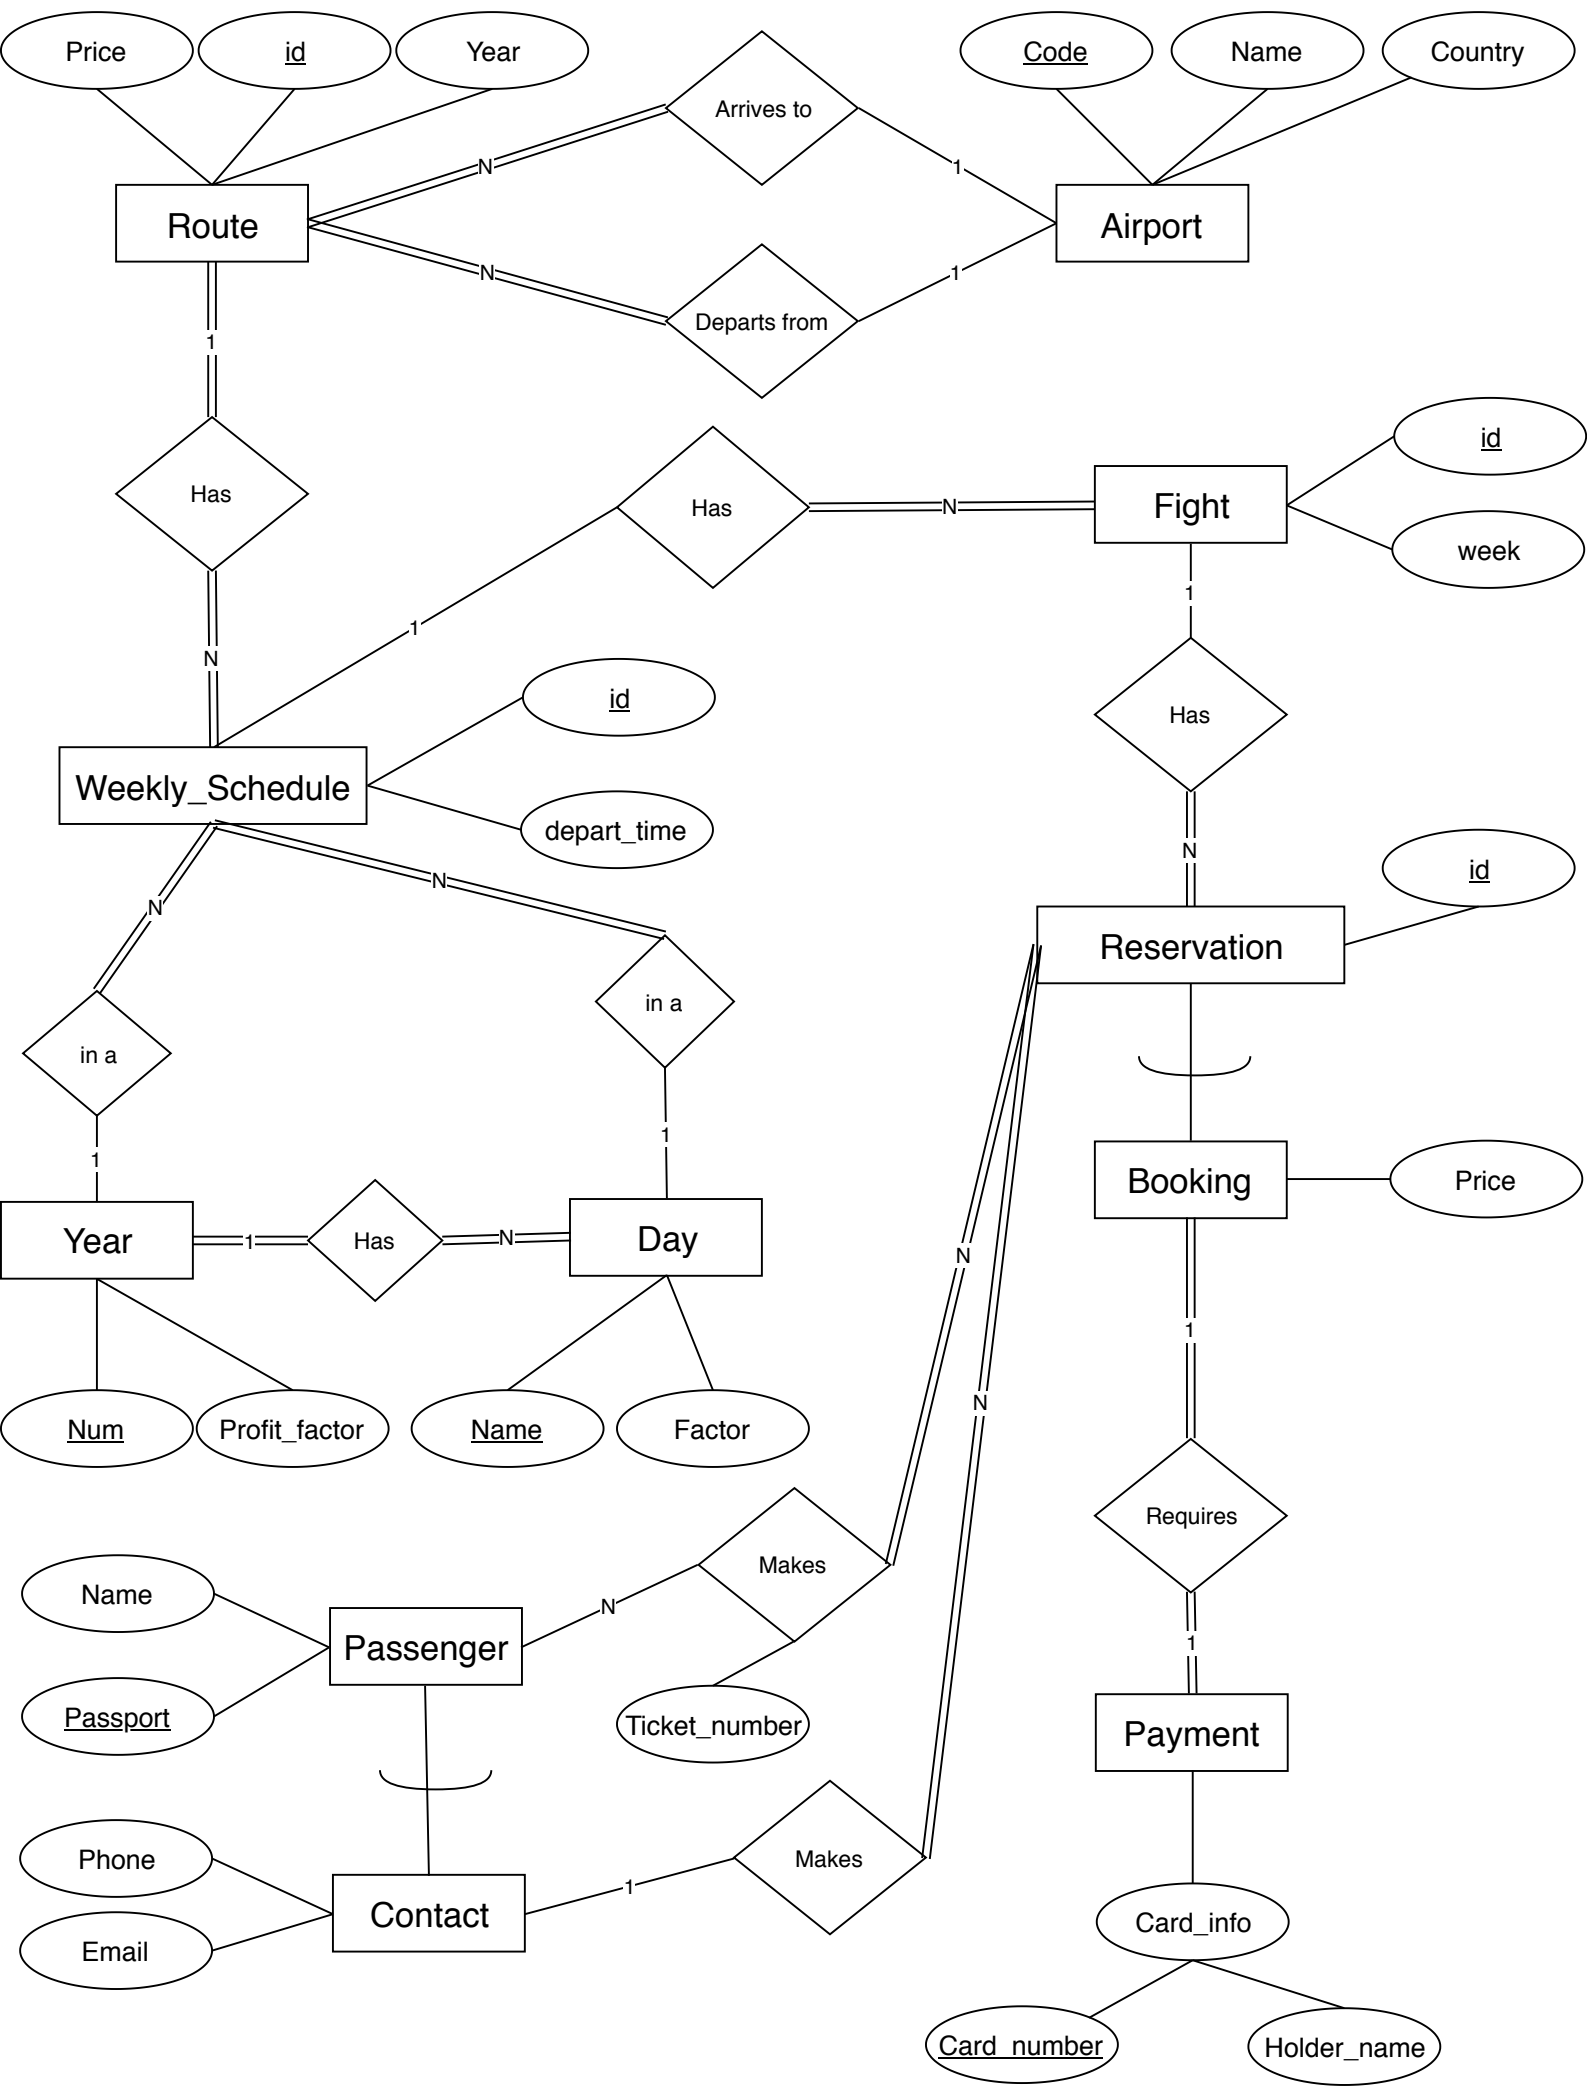 Price
id
Year
Arrives to
Code
Name
Country
N
1
Route
Airport
N
1
Departs from
1
Has
id
Has
N
Fight
week
1
1
N
id
Has
Weekly_Schedule
depart_time
N
N
N
id
Reservation
in a
in a
1
1
Booking
Price
Year
1
Has
N
Day
N
1
N
Num
Profit_factor
Name
Factor
Requires
Makes
Name
N
Passenger
1
Passport
Ticket_number
Payment
Phone
Makes
1
Contact
Card_info
Email
Card_number
Holder_name